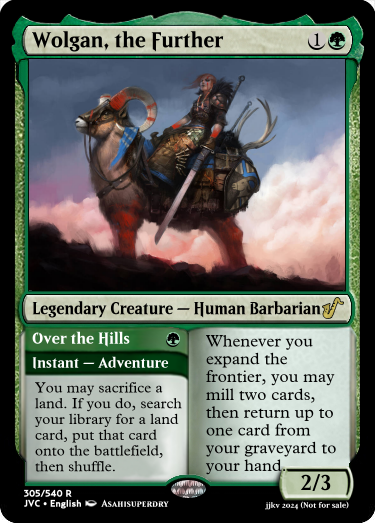 Wolgan, the Further 1
Legendary Creature — Human Barbarian
Over the Hills
Instant — Adventure
You may sacrifice a
land. If you do, search
your library for a land
card, put that card
onto the battlefield,
then shuffle.
Whenever you
expand the
frontier, you may
mill two cards,
then return up to
one card from
your graveyard to
your hand.
2/3
305/540 R
JVC • English Asahisuperdry
jjkv 2024 (Not for sale)